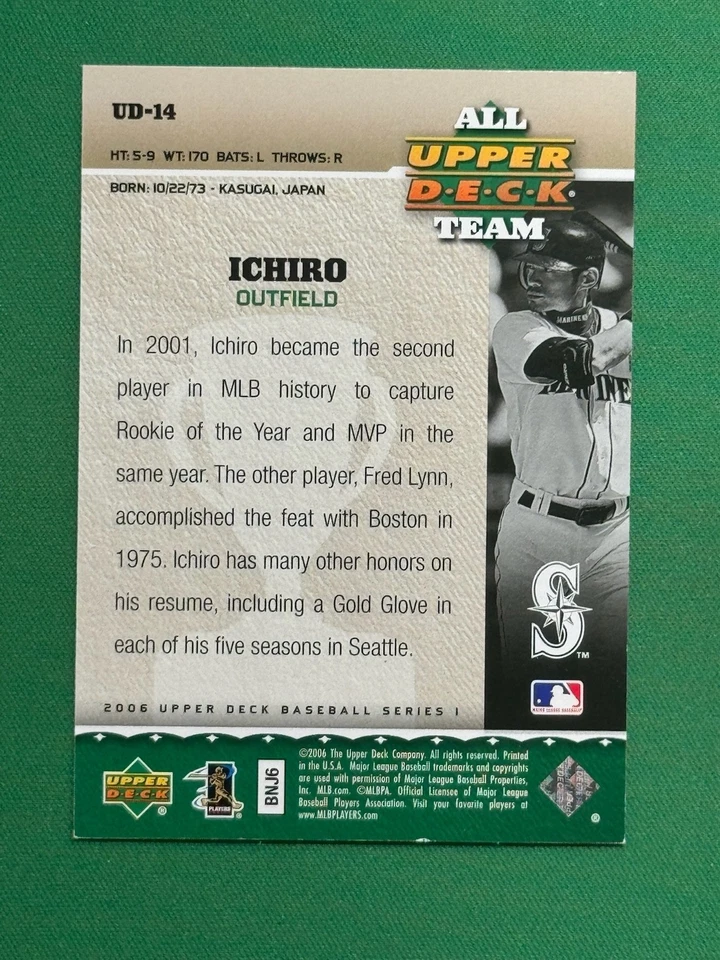 UD-14
ALL
UPPER
D·E·C·K®
TEAM
HT: 5-9 WT: 170 BATS: L THROWS: R
BORN: 10/22/73 - KASUGAI, JAPAN
ICHIRO
OUTFIELD
In 2001, Ichiro became the second
player in MLB history to capture
Rookie of the Year and MVP in the
same year. The other player, Fred Lynn,
accomplished the feat with Boston in
1975. Ichiro has many other honors on
his resume, including a Gold Glove in
each of his five seasons in Seattle.
MARINERS
S
TM
MAJOR LEAGUE BASEBALL
2006 UPPER DECK BASEBALL SERIES I
UPPER
D·E·C·K
®
PLAYERS
BNJ6
©2006 The Upper Deck Company. All rights reserved. Printed
in the U.S.A. Major League Baseball trademarks and copyrights
are used with permission of Major League Baseball Properties,
Inc. MLB.com. ©MLBPA. Official Licensee of Major League
Baseball Players Association. Visit your favorite players at
www.MLBPLAYERS.com
®